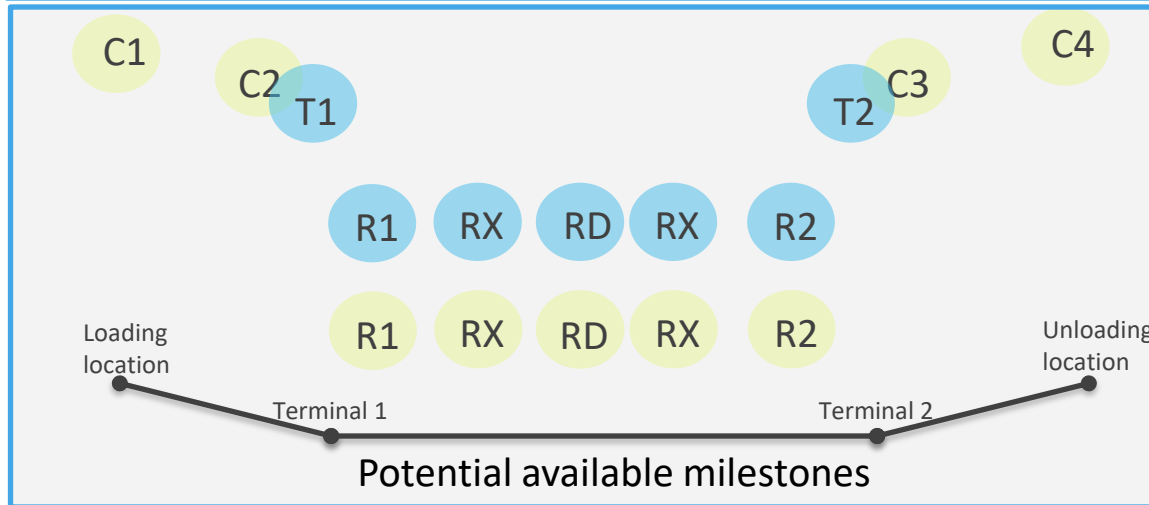 C1
C2
T1
T2
C3
C4
R1 RX RD RX R2
R1 RX RD RX R2
Loading
location
Terminal 1
Terminal 2
Unloading
location
Potential available milestones